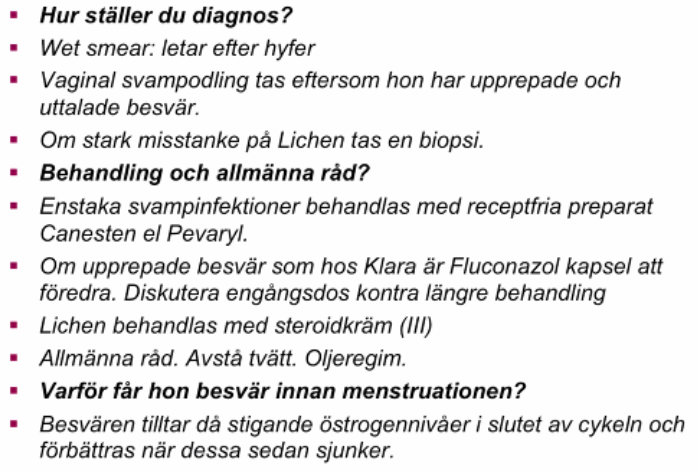 ▪ Hur ställer du diagnos?
▪ Wet smear: letar efter hyfer
▪ Vaginal svampodling tas eftersom hon har upprepade och
uttalade besvär.
▪ Om stark misstanke på Lichen tas en biopsi.
▪ Behandling och allmänna råd?
▪ Enstaka svampinfektioner behandlas med receptfria preparat
Canesten el Pevaryl.
▪ Om upprepade besvär som hos Klara är Fluconazol kapsel att
föredra. Diskutera engångsdos kontra längre behandling
▪ Lichen behandlas med steroidkräm (III)
▪ Allmänna råd. Avstå tvätt. Oljeregim.
▪ Varför får hon besvär innan menstruationen?
▪ Besvären tilltar då stigande östrogennivåer i slutet av cykeln och
förbättras när dessa sedan sjunker.